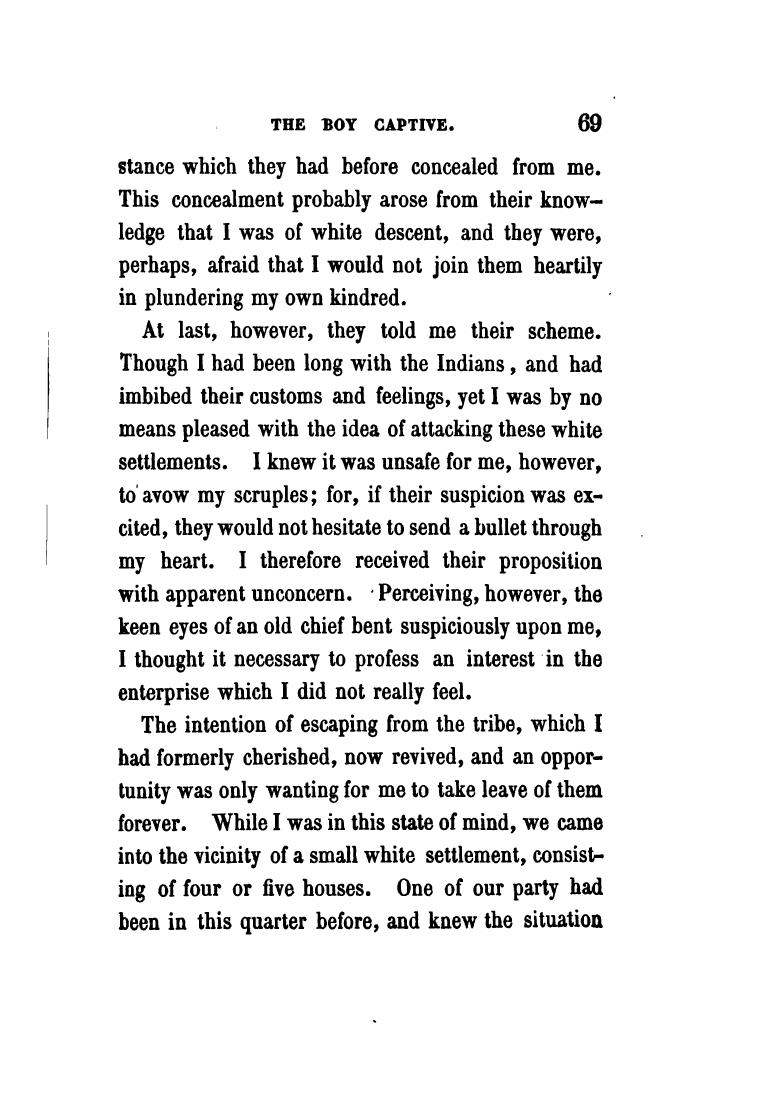 THE BOY CAPTIVE. 69
stance which they had before concealed from me.
This concealment probably arose from their know-
ledge that I was of white descent, and they were,
perhaps, afraid that I would not join them heartily
in plundering my own kindred.
At last, however, they told me their scheme.
Though I had been long with the Indians, and had
imbibed their customs and feelings, yet I was by no
means pleased with the idea of attacking these white
settlements. I knew it was unsafe for me, however,
to avow my scruples; for, if their suspicion was ex-
cited, they would not hesitate to send a bullet through
my heart. I therefore received their proposition
with apparent unconcern. Perceiving, however, the
keen eyes of an old chief bent suspiciously upon me,
I thought it necessary to profess an interest in the
enterprise which I did not really feel.
The intention of escaping from the tribe, which I
had formerly cherished, now revived, and an oppor-
tunity was only wanting for me to take leave of them
forever. While I was in this state of mind, we came
into the vicinity of a small white settlement, consist-
ing of four or five houses. One of our party had
been in this quarter before, and knew the situation